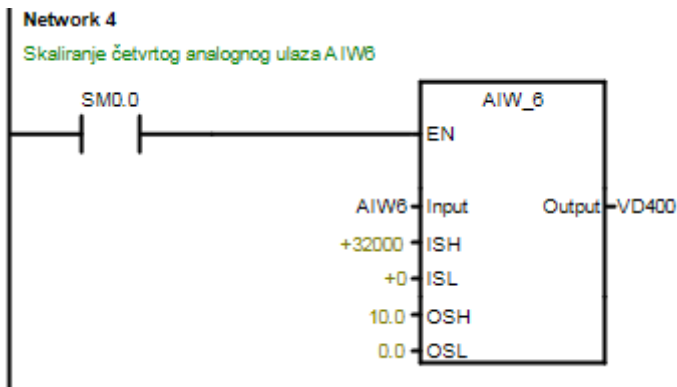 Network 4
Skaliranje četvrtog analognog ulaza AIW6
SM0.0
AIW_6
EN
AIW6 Input Output VD400
+32000 ISH
+0 ISL
10.0 OSH
0.0 OSL